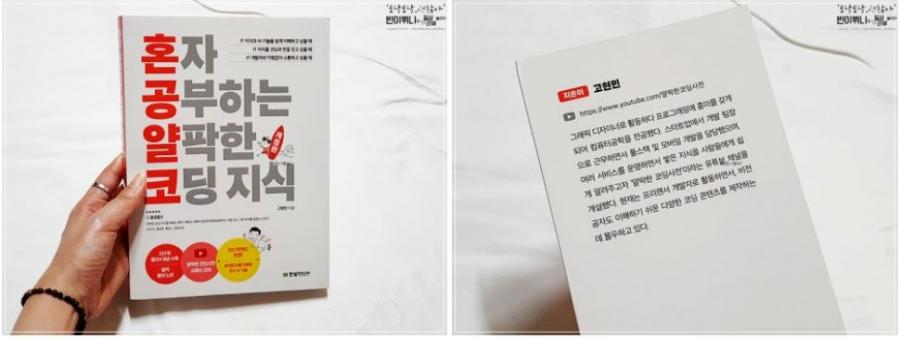 IT 지식과 AI 기술을 쉽게 이해하고 싶을 때
IT 지식을 코딩과 연결 짓고 싶을 때
IT 개발자와 막힘없이 소통하고 싶을 때
혼자
공부하는
얄팍한
코딩 지식
개정판
고현민 지음
얄팍한 코딩사전
한빛미디어
지은이 고현민
https://www.youtube.com/얄팍한코딩사전
그래픽 디자이너로 활동하다 프로그래밍에 흥미를 갖게
되어 컴퓨터공학을 전공했다. 스타트업에서 개발 팀장
으로 근무하면서 풀스택 및 모바일 개발을 담당했으며,
여러 서비스를 운영하면서 쌓은 지식을 사람들에게 쉽
게 알려주고자 '얄팍한 코딩사전'이라는 유튜브 채널을
개설했다. 현재는 프리랜서 개발자로 활동하면서, 비전
공자도 이해하기 쉬운 다양한 코딩 콘텐츠를 제작하는
데 몰두하고 있다.